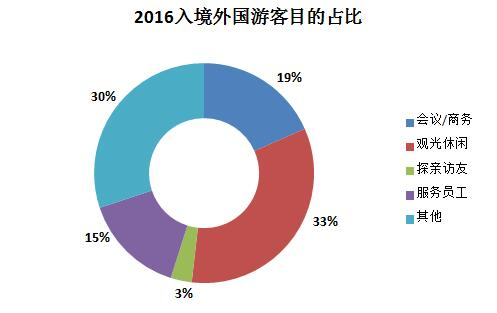 2016入境外国游客目的占比
19%
33%
3%
15%
30%
会议/商务
观光休闲
探亲访友
服务员工
其他